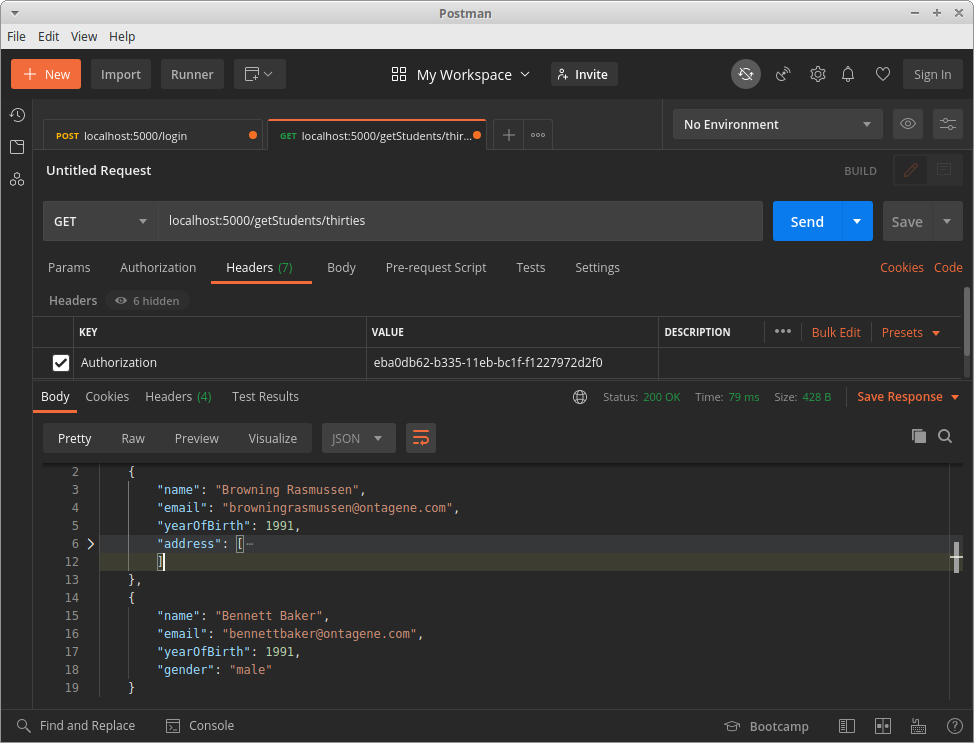 Postman
File Edit View Help
New Import Runner My Workspace Invite Sign In
POST localhost:5000/login GET localhost:5000/getStudents/thir... No Environment
Untitled Request BUILD
GET localhost:5000/getStudents/thirties Send Save
Params Authorization Headers (7) Body Pre-request Script Tests Settings Cookies Code
Headers 6 hidden
KEY VALUE DESCRIPTION ••• Bulk Edit Presets
Authorization eba0db62-b335-11eb-bc1f-f1227972d2f0
Body Cookies Headers (4) Test Results Status: 200 OK Time: 79 ms Size: 428 B Save Response
Pretty Raw Preview Visualize JSON
2 {
3 "name": "Browning Rasmussen",
4 "email": "browningrasmussen@ontagene.com",
5 "yearOfBirth": 1991,
6 "address": [⋯
12 ]
13 },
14 {
15 "name": "Bennett Baker",
16 "email": "bennettbaker@ontagene.com",
17 "yearOfBirth": 1991,
18 "gender": "male"
19 }
Find and Replace Console Bootcamp